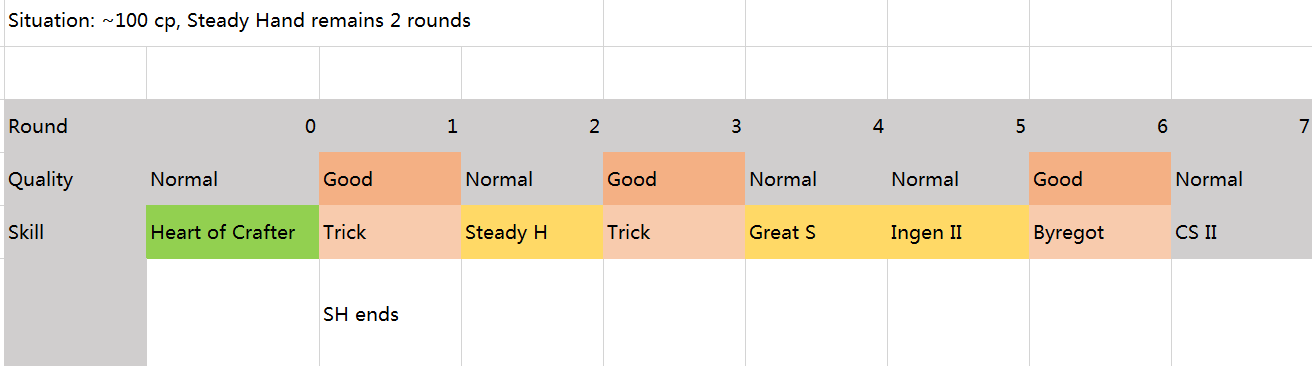 Situation: ~100 cp, Steady Hand remains 2 rounds
Round 0 1 2 3 4 5 6 7
Quality Normal Good Normal Good Normal Normal Good Normal
Skill Heart of Crafter Trick Steady H Trick Great S Ingen II Byregot CS II
SH ends